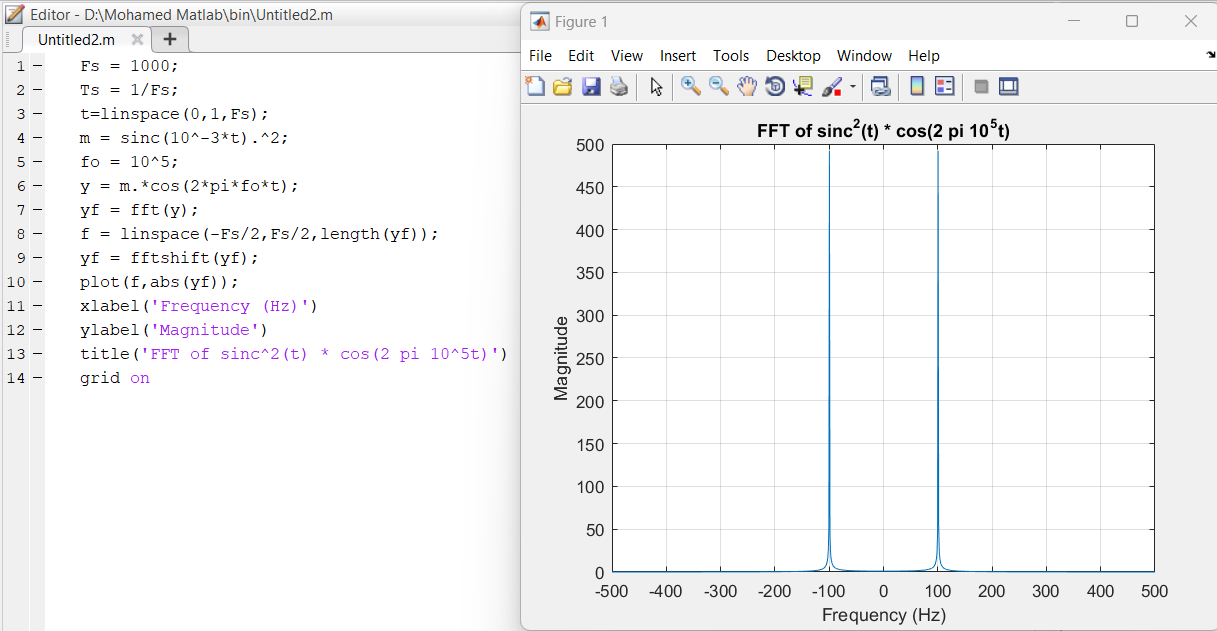 Editor - D:\Mohamed Matlab\bin\Untitled2.m
Untitled2.m
1 Fs = 1000;
2 Ts = 1/Fs;
3 t=linspace(0,1,Fs);
4 m = sinc(10^-3*t).^2;
5 fo = 10^5;
6 y = m.*cos(2*pi*fo*t);
7 yf = fft(y);
8 f = linspace(-Fs/2,Fs/2,length(yf));
9 yf = fftshift(yf);
10 plot(f,abs(yf));
11 xlabel('Frequency (Hz)')
12 ylabel('Magnitude')
13 title('FFT of sinc^2(t) * cos(2 pi 10^5t)')
14 grid on
Figure 1
File Edit View Insert Tools Desktop Window Help
FFT of sinc²(t) * cos(2 pi 10⁵t)
500
450
400
350
300
250
200
150
100
50
0
Magnitude
-500 -400 -300 -200 -100 0 100 200 300 400 500
Frequency (Hz)